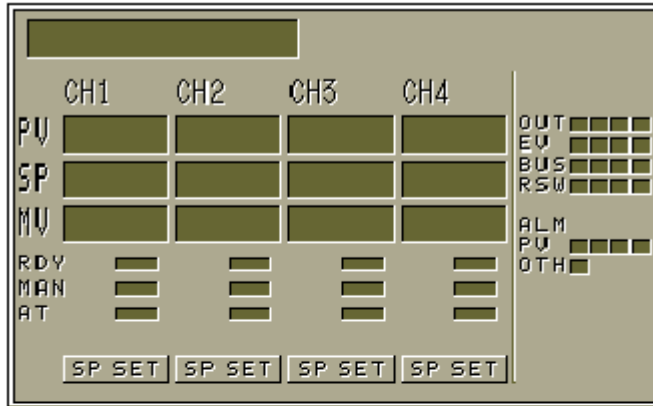 CH1 CH2 CH3 CH4
PV
SP
MV
RDY
MAN
AT
SP SET SP SET SP SET SP SET
OUT
EV
BUS
RSW
ALM
PV
OTH